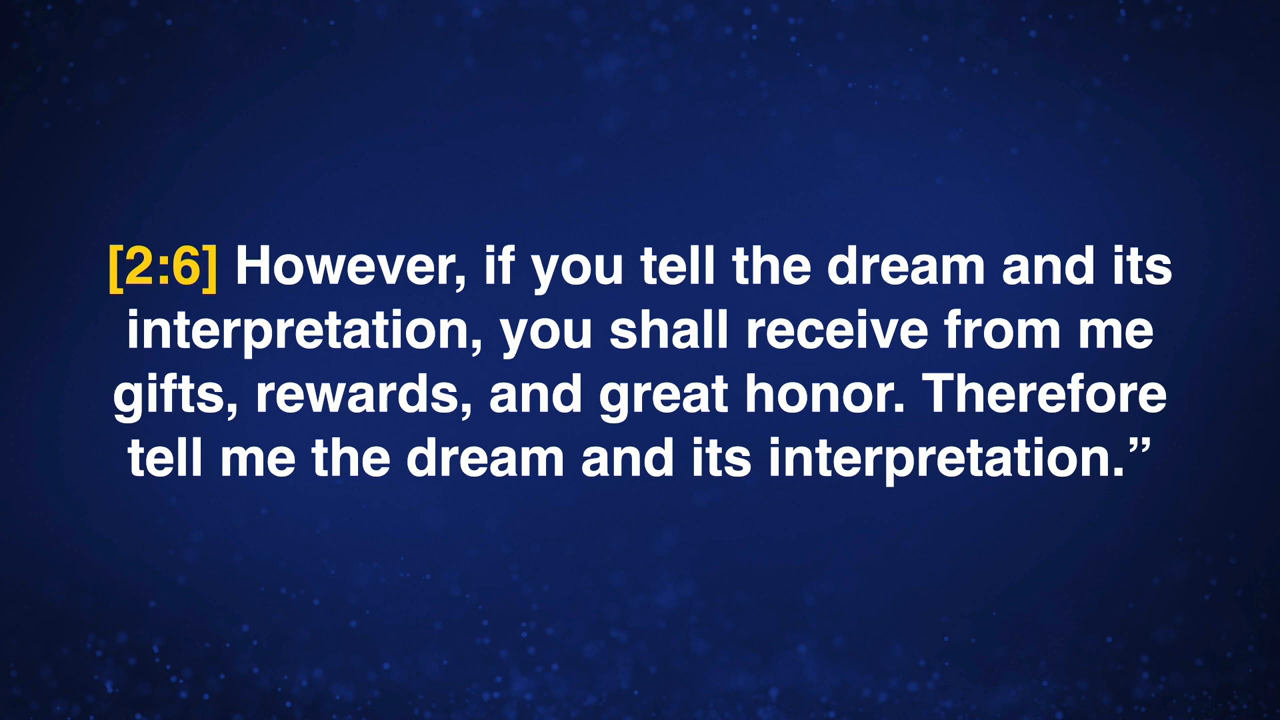 [2:6] However, if you tell the dream and its
interpretation, you shall receive from me
gifts, rewards, and great honor. Therefore
tell me the dream and its interpretation.”